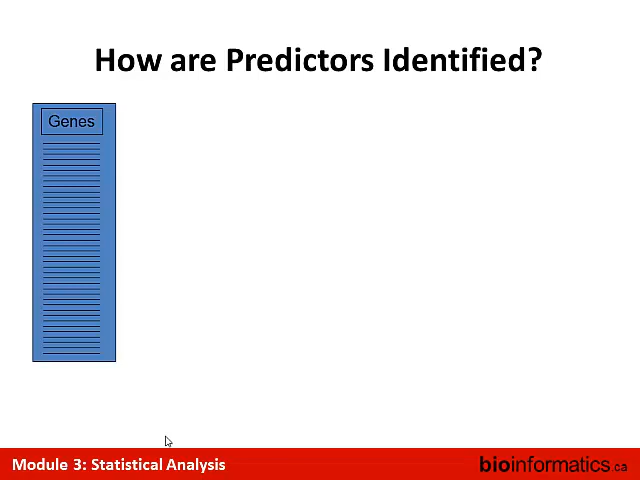 How are Predictors Identified?
Genes
Module 3: Statistical Analysis
bioinformatics.ca